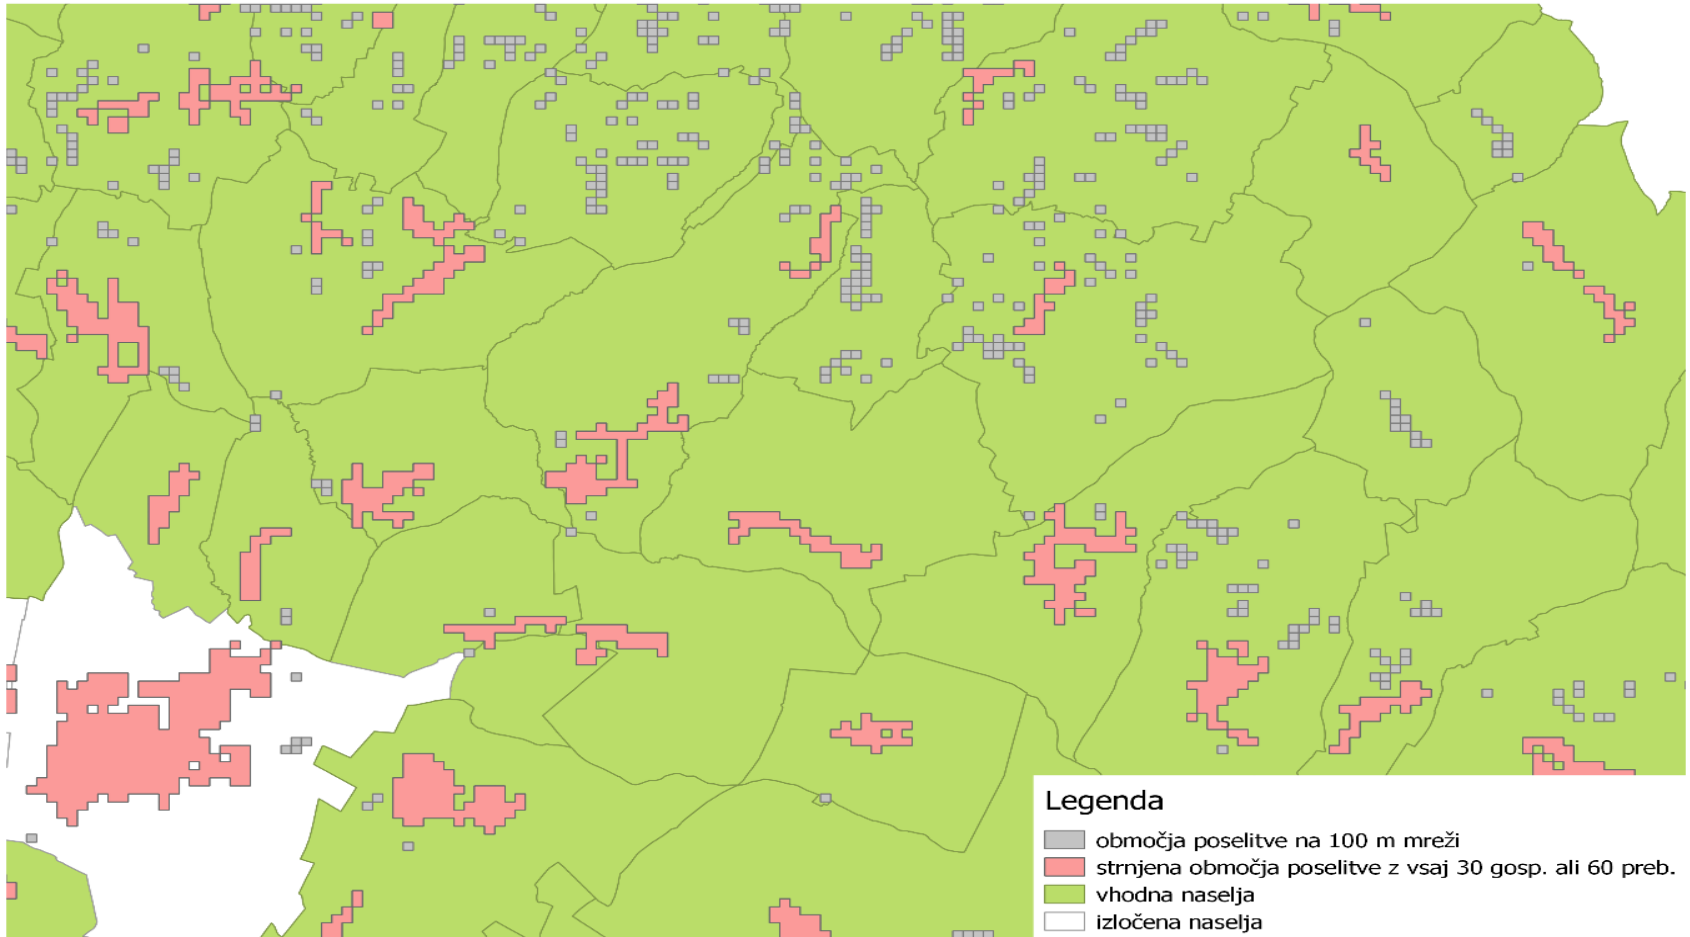 Legenda
območja poselitve na 100 m mreži
strnjena območja poselitve z vsaj 30 gosp. ali 60 preb.
vhodna naselja
izločena naselja